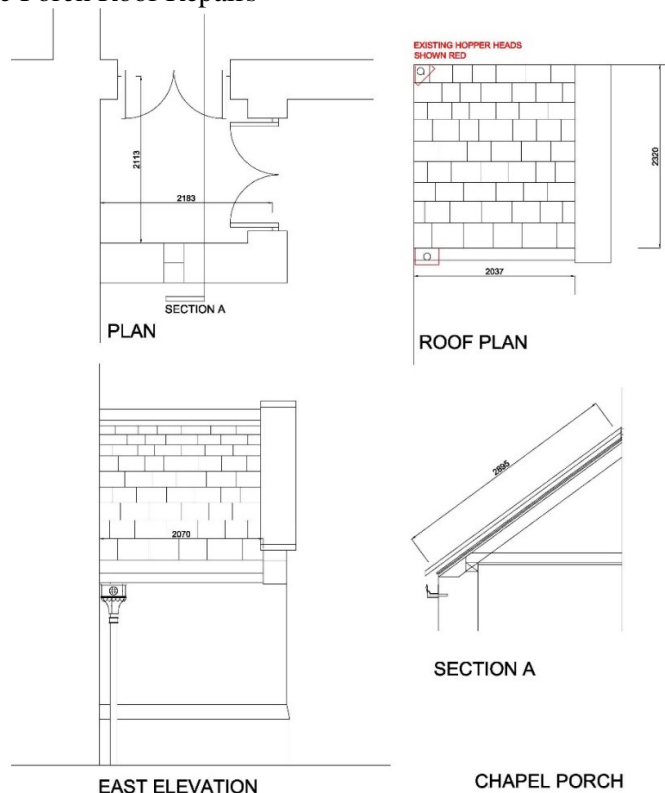 Porch Roof Repairs
EXISTING HOPPER HEADS
SHOWN RED
2113
2183
SECTION A
PLAN
2320
2037
ROOF PLAN
2070
EAST ELEVATION
2695
SECTION A
CHAPEL PORCH